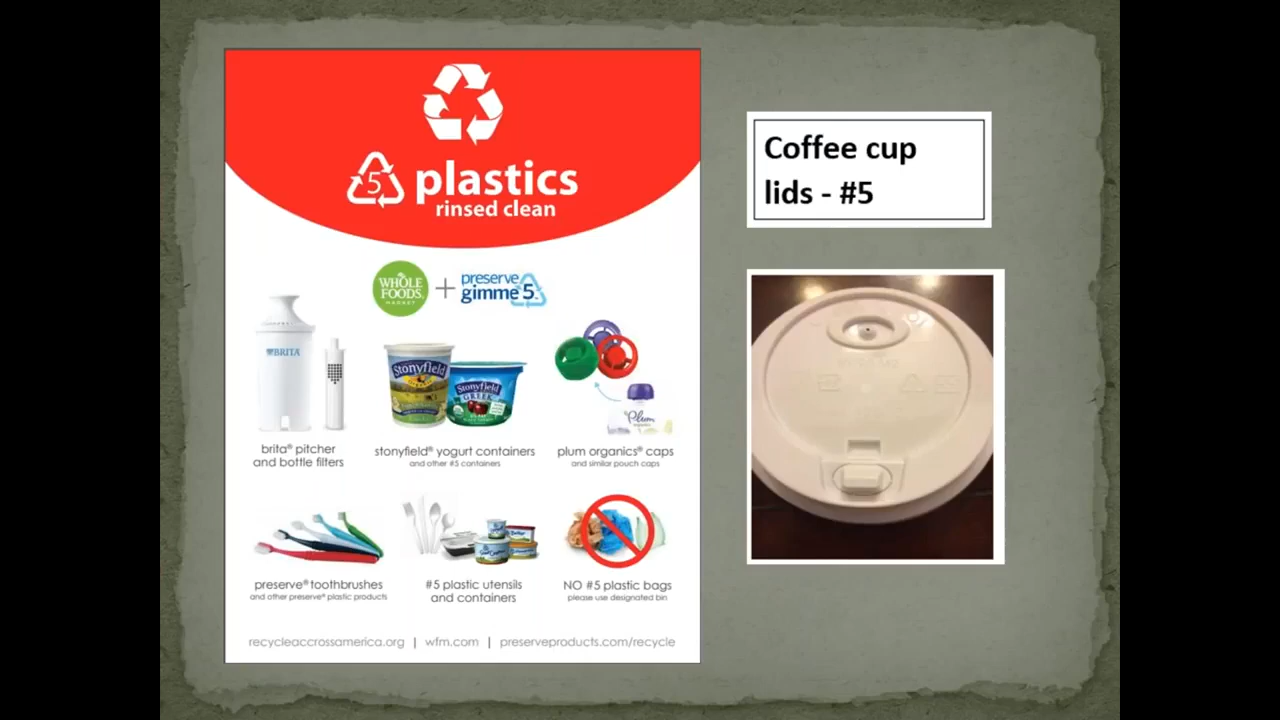 5 plastics
rinsed clean
WHOLE
FOODS
MARKET
+
preserve
gimme 5
BRITA
Stonyfield
Stonyfield
GREEK
Plum
brita® pitcher
and bottle filters
stonyfield® yogurt containers
and other #5 containers
plum organics® caps
and similar pouch caps
preserve® toothbrushes
and other preserve® plastic products
#5 plastic utensils
and containers
NO #5 plastic bags
please use designated bin
recycleaccrossamerica.org | wfm.com | preserveproducts.com/recycle
Coffee cup
lids - #5